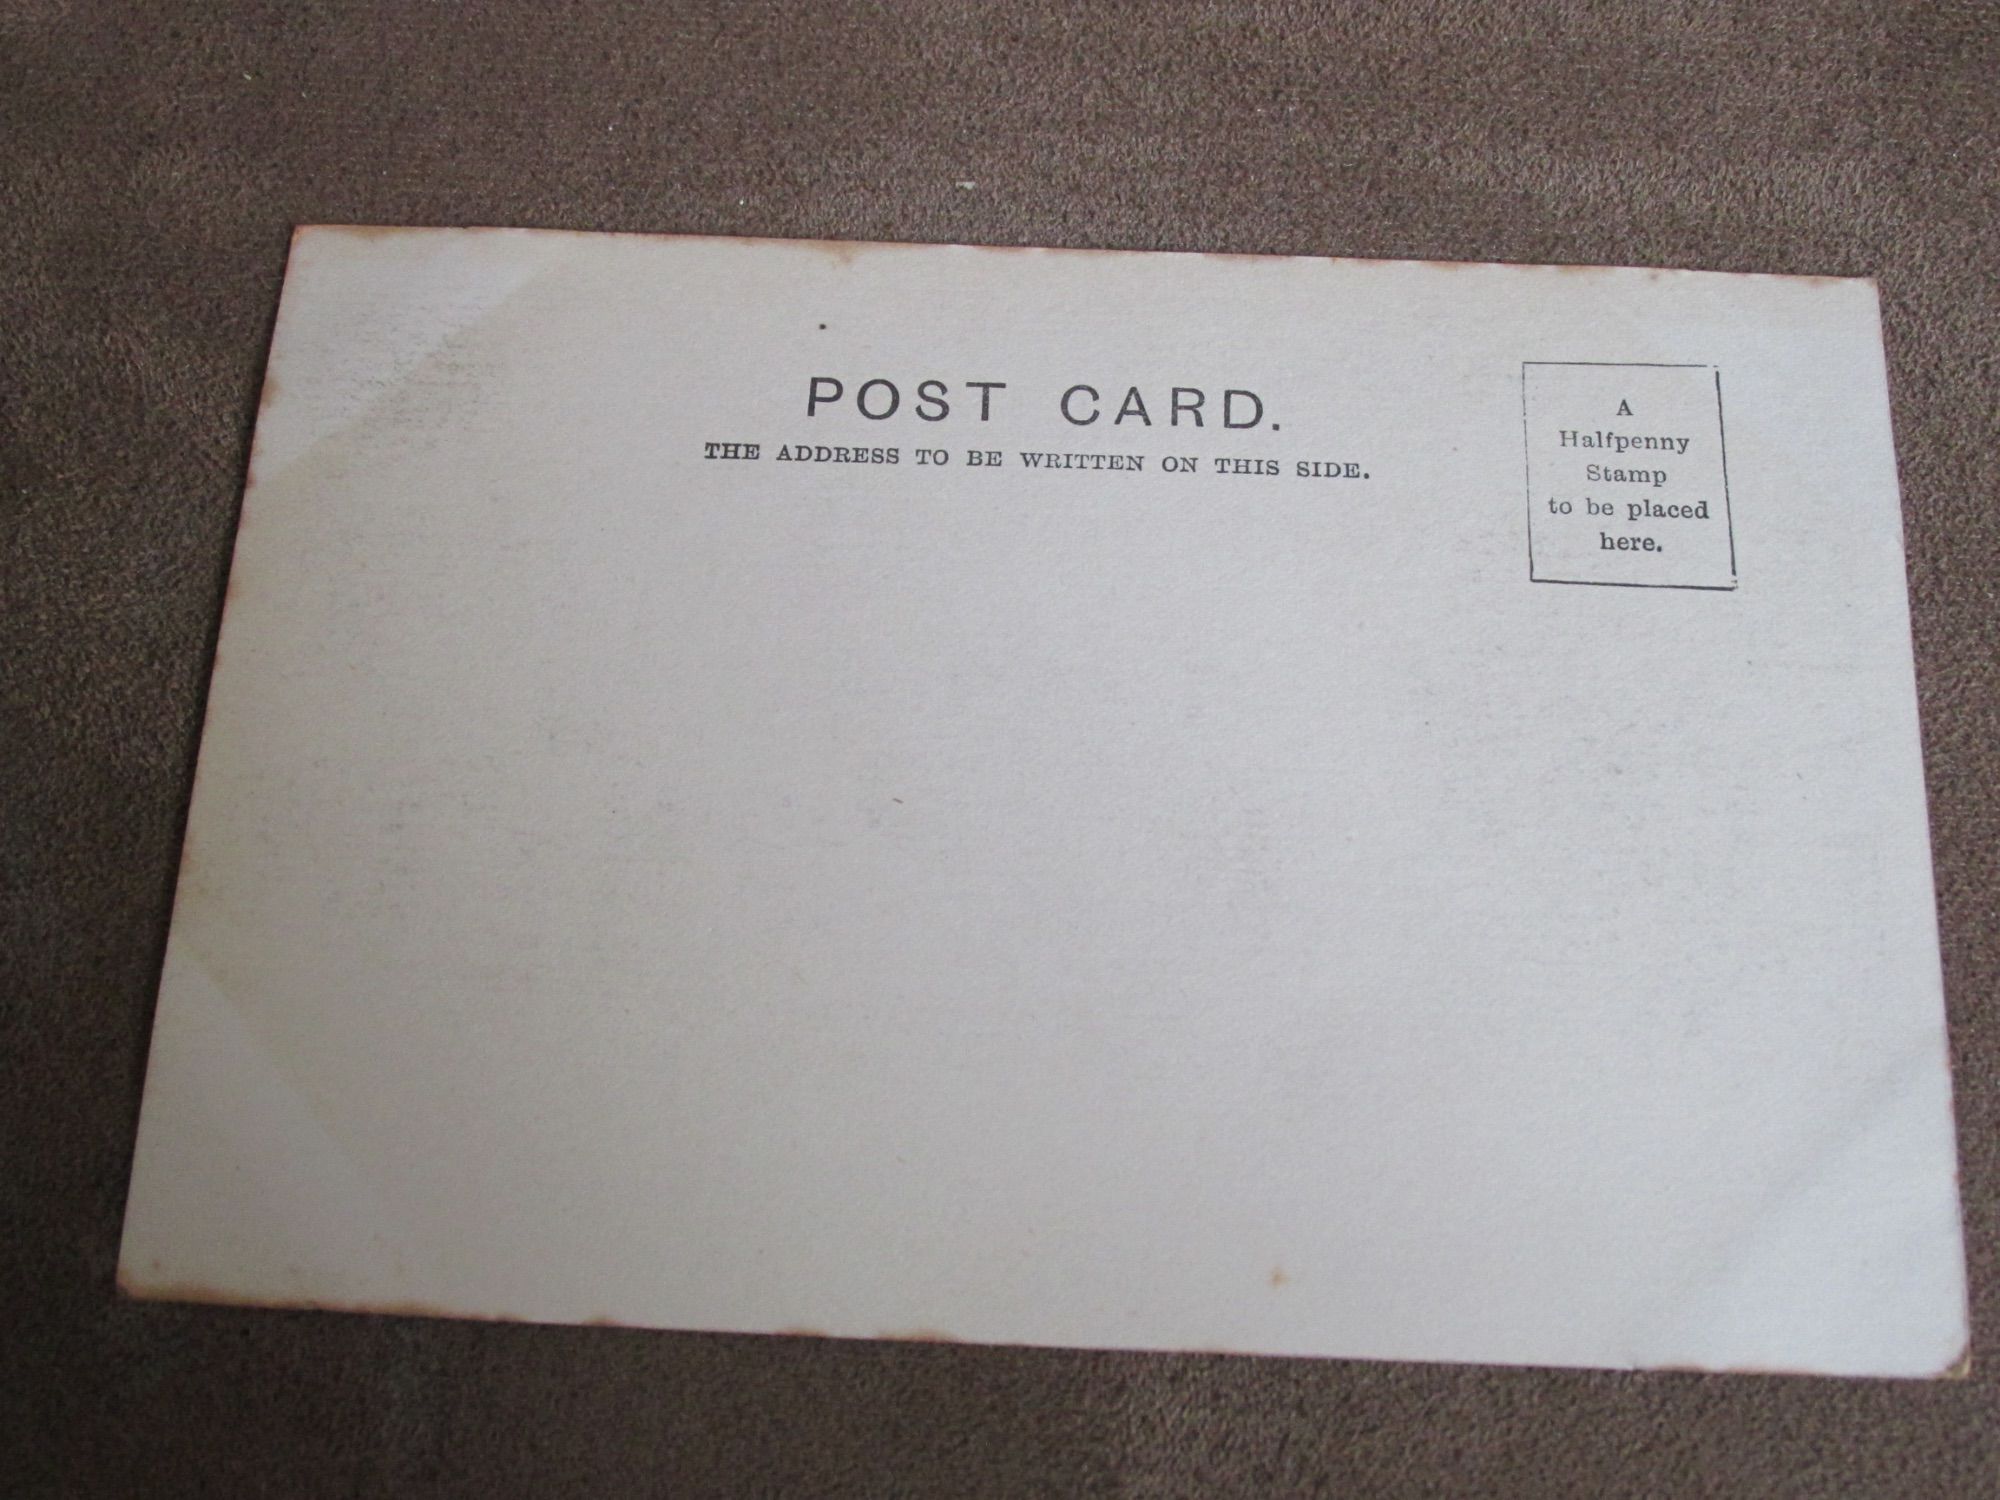 POST CARD.
THE ADDRESS TO BE WRITTEN ON THIS SIDE.
A
Halfpenny
Stamp
to be placed
here.